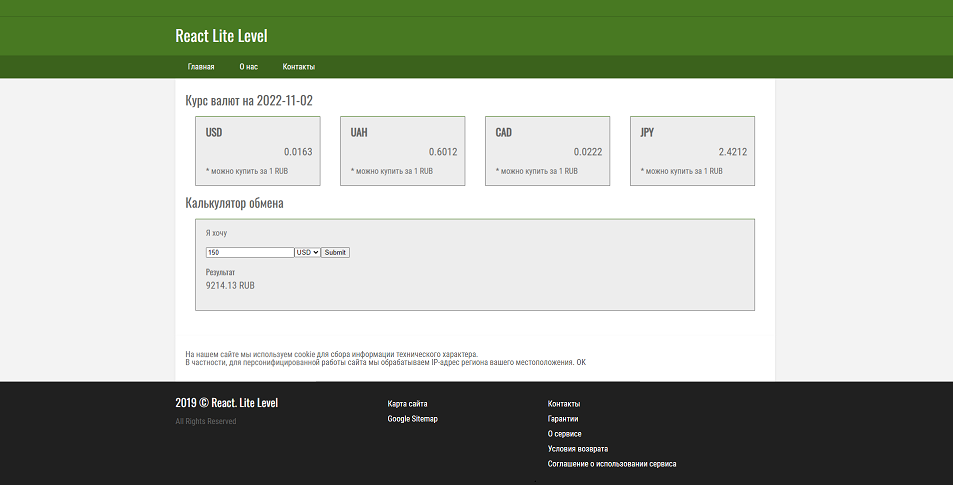 React Lite Level
Главная О нас Контакты
Курс валют на 2022-11-02
USD UAH CAD JPY
0.0163 0.6012 0.0222 2.4212
* можно купить за 1 RUB * можно купить за 1 RUB * можно купить за 1 RUB * можно купить за 1 RUB
Калькулятор обмена
Я хочу
150 USD Submit
Результат
9214.13 RUB
На нашем сайте мы используем cookie для сбора информации технического характера.
В частности, для персонифицированной работы сайта мы обрабатываем IP-адрес региона вашего местоположения. OK
2019 © React. Lite Level Карта сайта Контакты
All Rights Reserved Google Sitemap Гарантии
О сервисе
Условия возврата
Соглашение о использовании сервиса